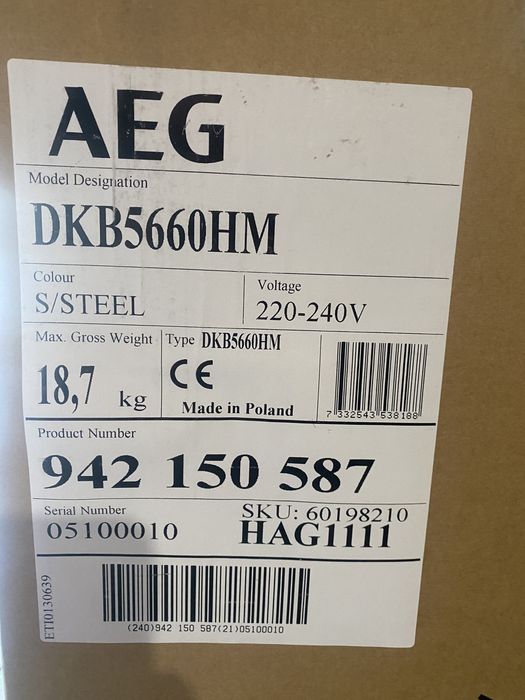 AEG
Model Designation
DKB5660HM
Colour
S/STEEL
Voltage
220-240V
Max. Gross Weight
18,7 kg
Type DKB5660HM
CE
Made in Poland
7 332543 538188
Product Number
942 150 587
Serial Number
05100010
SKU: 60198210
HAG1111
(240)942 150 587(21)05100010
ETI0130639